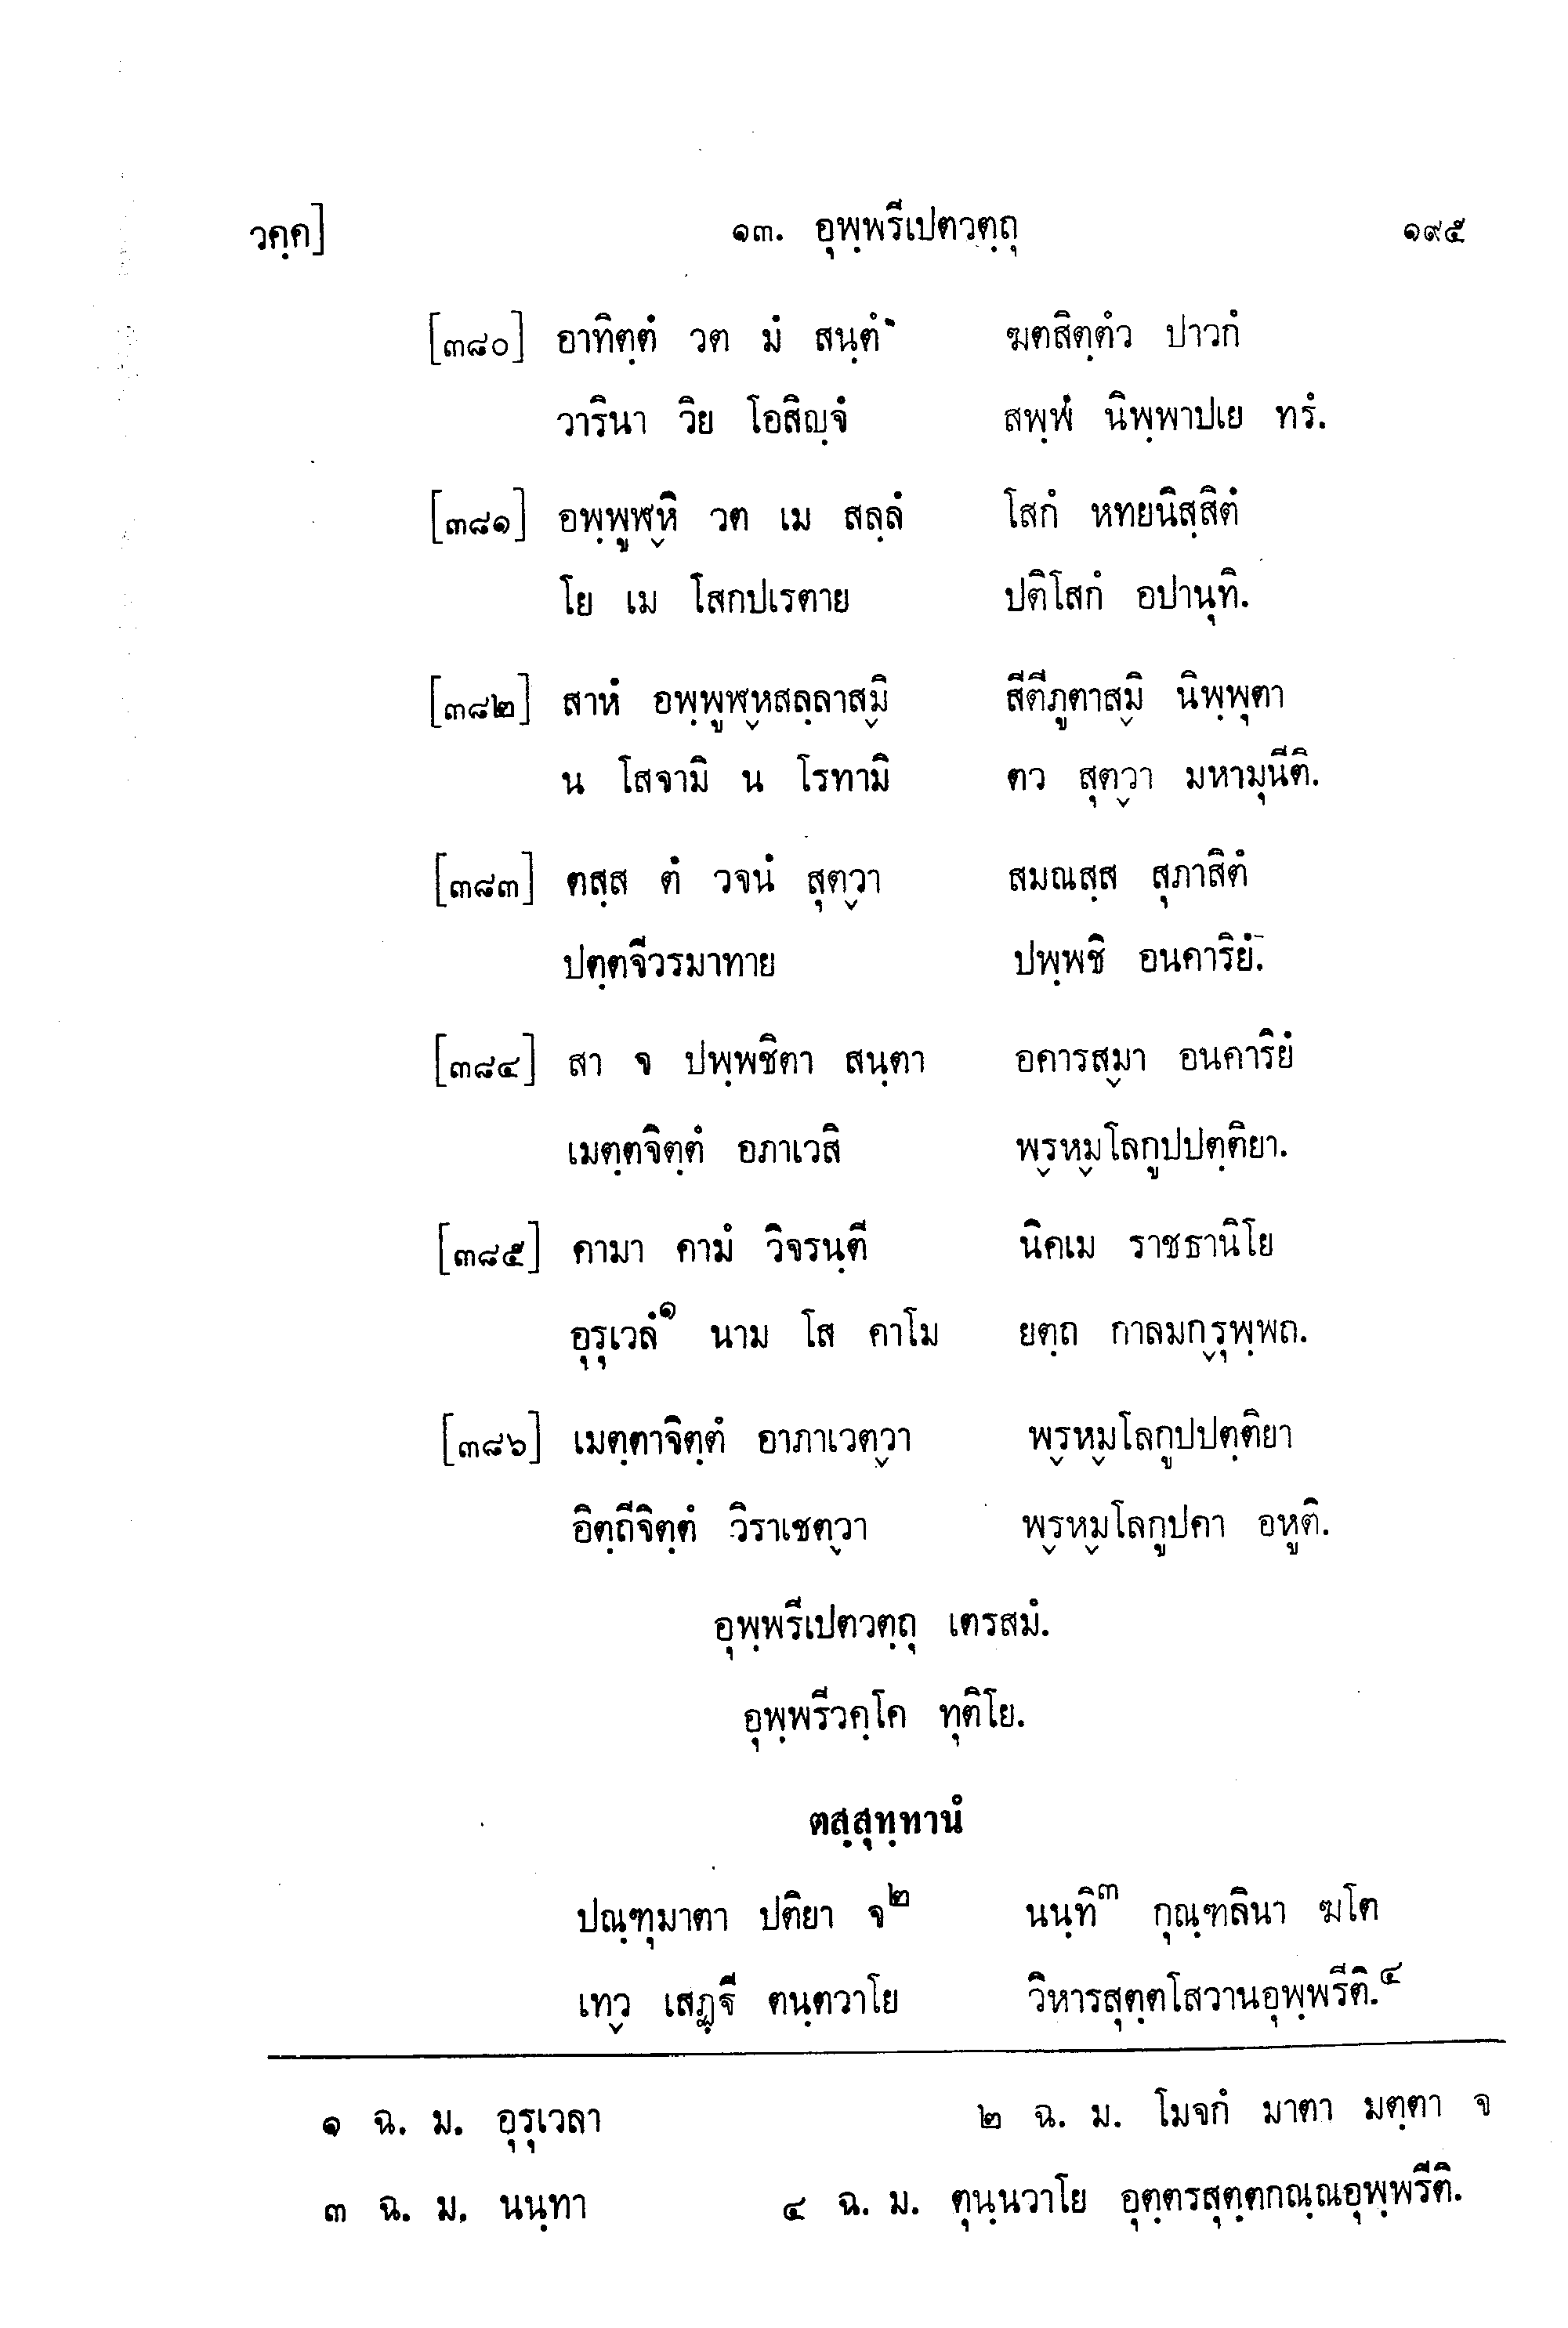 วคฺค] ๑๓. อุพฺพรีเปตวตฺถุ ๑๙๕
[๓๘๐] อาทิตฺตํ วต มํ สนฺตํ ฆตสิตฺตํว ปาวกํ
วารินา วิย โอสิญฺจํ สพฺพํ นิพฺพาปเย ทรํ.
[๓๘๑] อพฺพูฬฺหิ วต เม สลฺลํ โสกํ หทยนิสฺสิตํ
โย เม โสกปเรตาย ปติโสกํ อปานุทิ.
[๓๘๒] สาหํ อพฺพูฬฺหสลฺลาสฺมิ สีตีภูตาสฺมิ นิพฺพุตา
น โสจามิ น โรทามิ ตว สุตฺวา มหามุนีติ.
[๓๘๓] ตสฺส ตํ วจนํ สุตฺวา สมณสฺส สุภาสิตํ
ปตฺตจีวรมาทาย ปพฺพชิ อนคาริยํ.
[๓๘๔] สา จ ปพฺพชิตา สนฺตา อคารสฺมา อนคาริยํ
เมตฺตจิตฺตํ อภาเวสิ พฺรหฺมโลกูปปตฺติยา.
[๓๘๕] คามา คามํ วิจรนฺตี นิคเม ราชธานิโย
อุรุเวลํ๑ นาม โส คาโม ยตฺถ กาลมกฺรุพฺพถ.
[๓๘๖] เมตฺตาจิตฺตํ อาภาเวตฺวา พฺรหฺมโลกูปปตฺติยา
อิตฺถีจิตฺตํ วิราเชตฺวา พฺรหฺมโลกูปคา อหูติ.
อุพฺพรีเปตวตฺถุ เตรสมํ.
อุพฺพรีวคฺโค ทุติโย.
ตสฺสุทฺทานํ
ปณฺฑุมาตา ปติยา จ๒ นนฺทิ๓ กุณฺฑลินา ฆโต
เทฺว เสฏฺฐี ตนฺตวาโย วิหารสุตฺตโสวานอุพฺพรีติ.๔
๑ ฉ. ม. อุรุเวลา ๒ ฉ. ม. โมจกํ มาตา มตฺตา จ
๓ ฉ. ม. นนฺทา ๔ ฉ. ม. ตุนฺนวาโย อุตฺตรสุตฺตกณฺณอุพฺพรีติ.